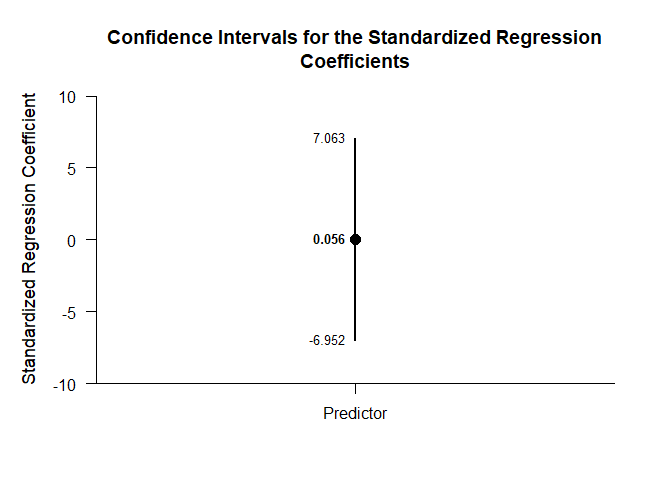 Confidence Intervals for the Standardized Regression
Coefficients
Standardized Regression Coefficient
10
5
0
-5
-10
7.063
0.056
-6.952
Predictor